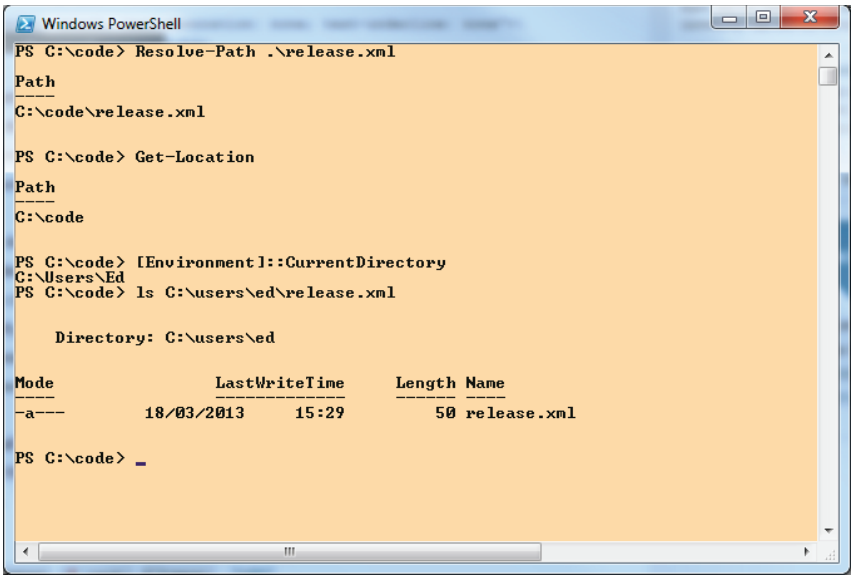 Windows PowerShell
PS C:\code> Resolve-Path .\release.xml
Path
----
C:\code\release.xml
PS C:\code> Get-Location
Path
----
C:\code
PS C:\code> [Environment]::CurrentDirectory
C:\Users\Ed
PS C:\code> ls C:\users\ed\release.xml
Directory: C:\users\ed
Mode LastWriteTime Length Name
---- ------------- ------ ----
-a--- 18/03/2013 15:29 50 release.xml
PS C:\code>